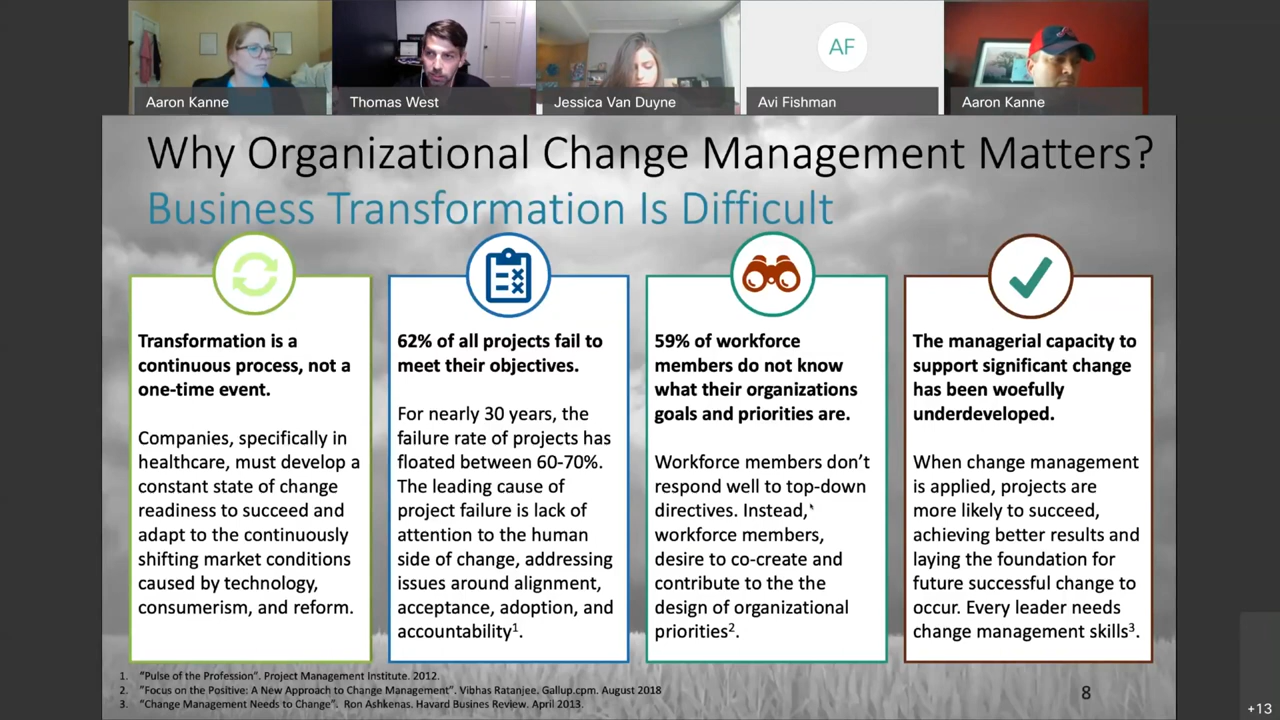 Aaron Kanne
Thomas West
Jessica Van Duyne
AF
Avi Fishman
Aaron Kanne
Why Organizational Change Management Matters?
Business Transformation Is Difficult
Transformation is a
continuous process, not a
one-time event.
Companies, specifically in
healthcare, must develop a
constant state of change
readiness to succeed and
adapt to the continuously
shifting market conditions
caused by technology,
consumerism, and reform.
62% of all projects fail to
meet their objectives.
For nearly 30 years, the
failure rate of projects has
floated between 60-70%.
The leading cause of
project failure is lack of
attention to the human
side of change, addressing
issues around alignment,
acceptance, adoption, and
accountability1.
59% of workforce
members do not know
what their organizations
goals and priorities are.
Workforce members don't
respond well to top-down
directives. Instead,
workforce members,
desire to co-create and
contribute to the the
design of organizational
priorities2.
The managerial capacity to
support significant change
has been woefully
underdeveloped.
When change management
is applied, projects are
more likely to succeed,
achieving better results and
laying the foundation for
future successful change to
occur. Every leader needs
change management skills3.
1. "Pulse of the Profession". Project Management Institute. 2012.
2. "Focus on the Positive: A New Approach to Change Management". Vibhas Ratanjee. Gallup.cpm. August 2018
3. "Change Management Needs to Change". Ron Ashkenas. Havard Busines Review. April 2013.
8
+13